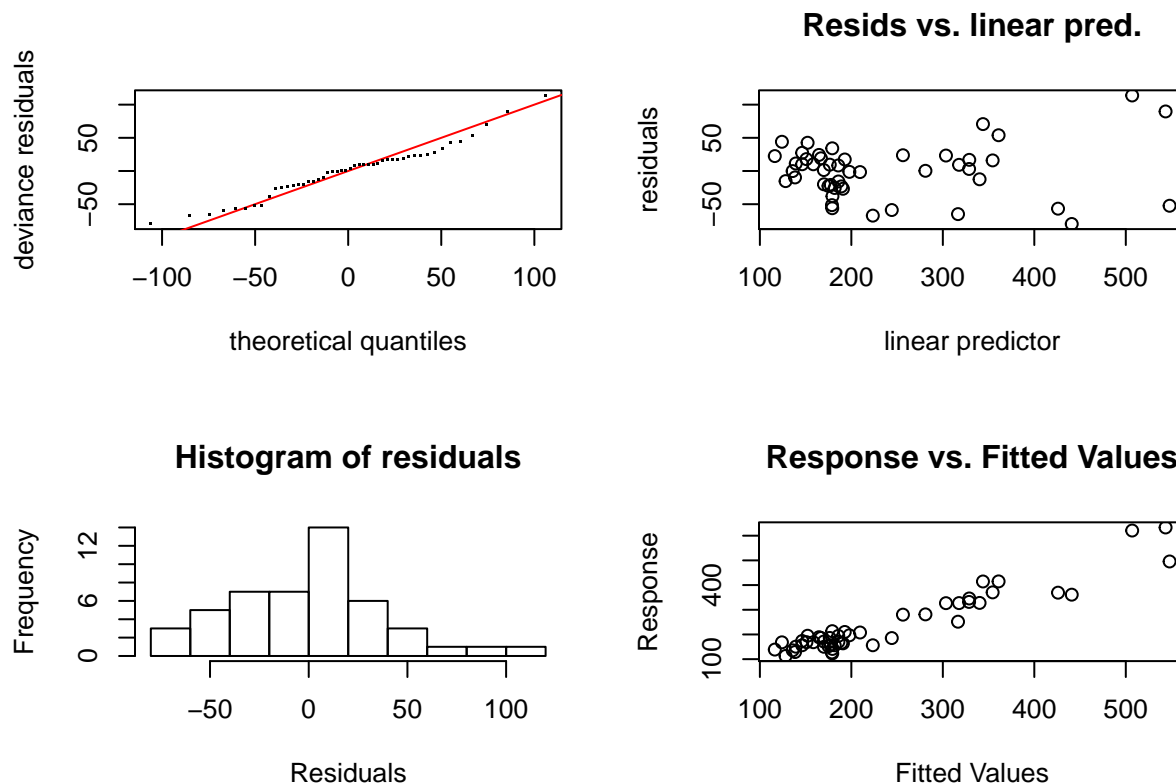 deviance residuals
−50
50
−100
−50
0
50
100
theoretical quantiles
Resids vs. linear pred.
residuals
−50
50
100
200
300
400
500
linear predictor
Histogram of residuals
Frequency
0
6
12
−50
0
50
100
Residuals
Response vs. Fitted Values
Response
100
400
100
200
300
400
500
Fitted Values